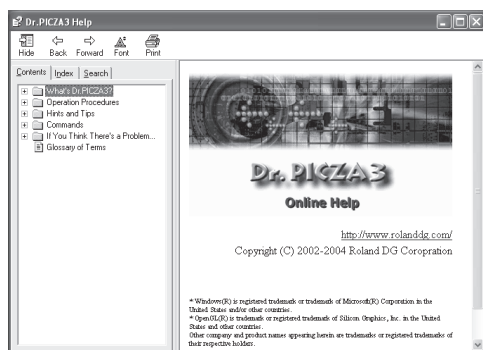 Dr.PICZA3 Help
Hide Back Forward Font Print
Contents Index Search
What's Dr.PICZA3?
Operation Procedures
Hints and Tips
Commands
If You Think There's a Problem...
Glossary of Terms
Dr. PICZA3
Online Help
http://www.rolanddg.com/
Copyright (C) 2002-2004 Roland DG Coropration
* Windows(R) is registered trademark or trademark of Microsoft(R) Corporation in the
United States and/or other countries.
* OpenGL(R) is trademark or registered trademark of Silicon Graphics, Inc. in the United
States and other countries.
Other company and product names appearing herein are trademarks or registered trademarks of
their respective holders.